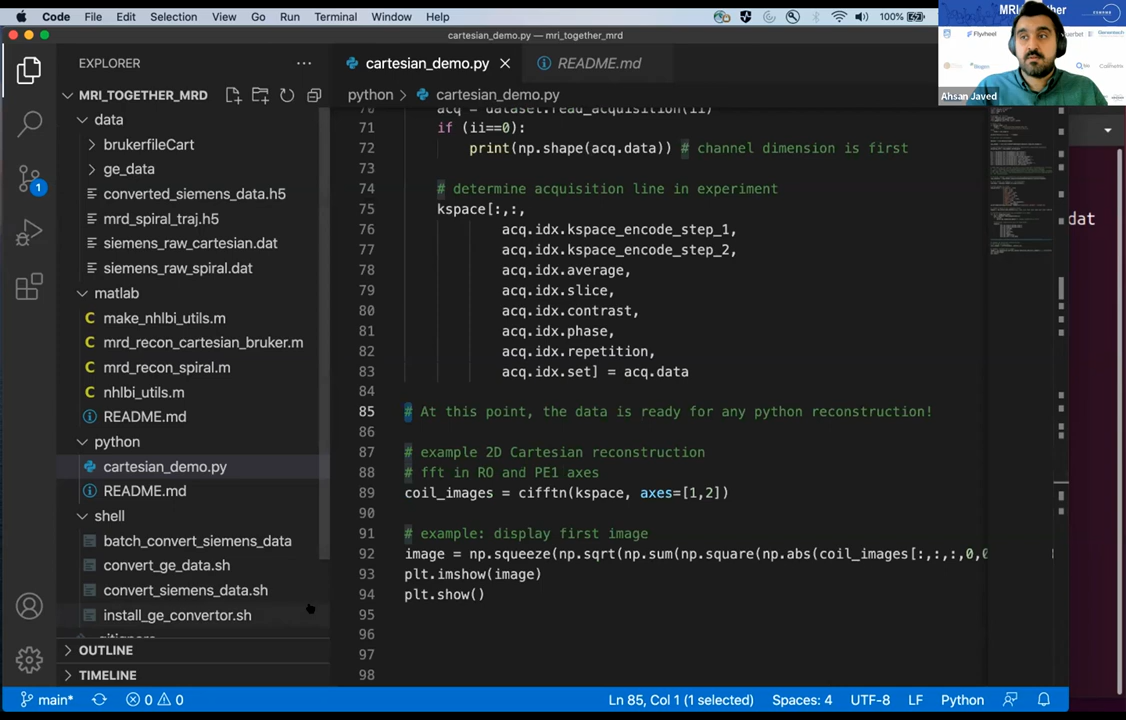 Code File Edit Selection View Go Run Terminal Window Help
100%
cartesian_demo.py — mri_together_mrd
MRI Together
Flywheel
Ahsan Javed
EXPLORER
cartesian_demo.py
README.md
MRI_TOGETHER_MRD
python > cartesian_demo.py
data
brukerfileCart
ge_data
converted_siemens_data.h5
mrd_spiral_traj.h5
siemens_raw_cartesian.dat
siemens_raw_spiral.dat
matlab
make_nhlbi_utils.m
mrd_recon_cartesian_bruker.m
mrd_recon_spiral.m
nhlbi_utils.m
README.md
python
cartesian_demo.py
README.md
shell
batch_convert_siemens_data
convert_ge_data.sh
convert_siemens_data.sh
install_ge_convertor.sh
.gitignore
OUTLINE
TIMELINE
1
70 acq = dataset.read_acquisition(ii)
71 if (ii==0):
72 print(np.shape(acq.data)) # channel dimension is first
73
74 # determine acquisition line in experiment
75 kspace[:,:,
76 acq.idx.kspace_encode_step_1,
77 acq.idx.kspace_encode_step_2,
78 acq.idx.average,
79 acq.idx.slice,
80 acq.idx.contrast,
81 acq.idx.phase,
82 acq.idx.repetition,
83 acq.idx.set] = acq.data
84
85 # At this point, the data is ready for any python reconstruction!
86
87 # example 2D Cartesian reconstruction
88 # fft in RO and PE1 axes
89 coil_images = cifftn(kspace, axes=[1,2])
90
91 # example: display first image
92 image = np.squeeze(np.sqrt(np.sum(np.square(np.abs(coil_images[:,:,:,0,0
93 plt.imshow(image)
94 plt.show()
95
96
97
98
dat
main* 0 0 Ln 85, Col 1 (1 selected) Spaces: 4 UTF-8 LF Python